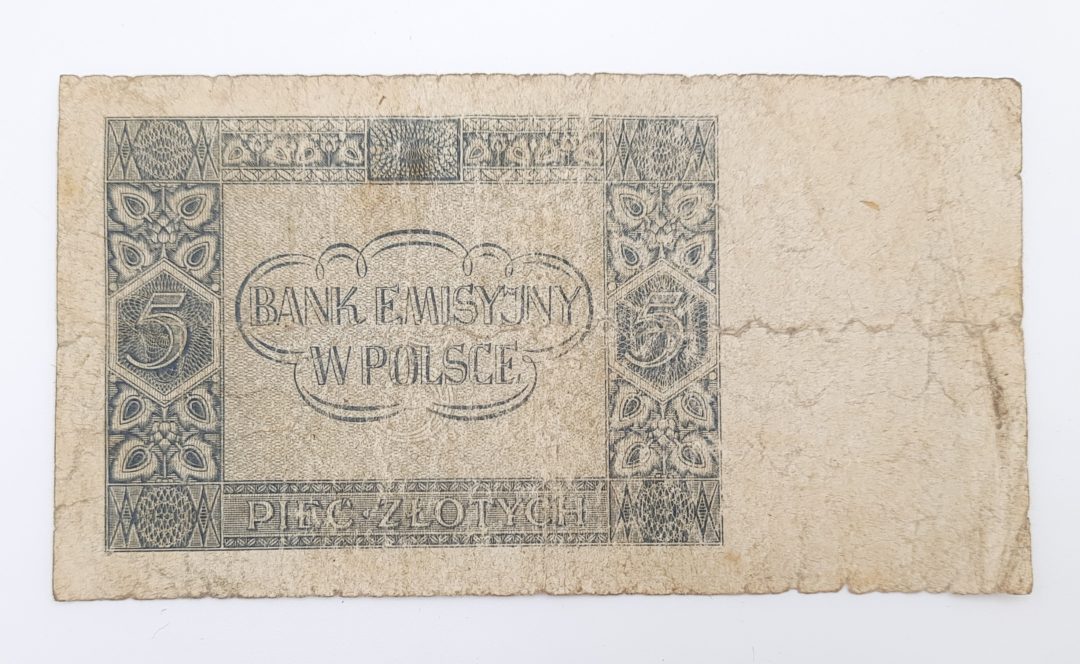 BANK EMISYJNY
W POLSCE
5
5
PIĘĆ·ZŁOTYCH